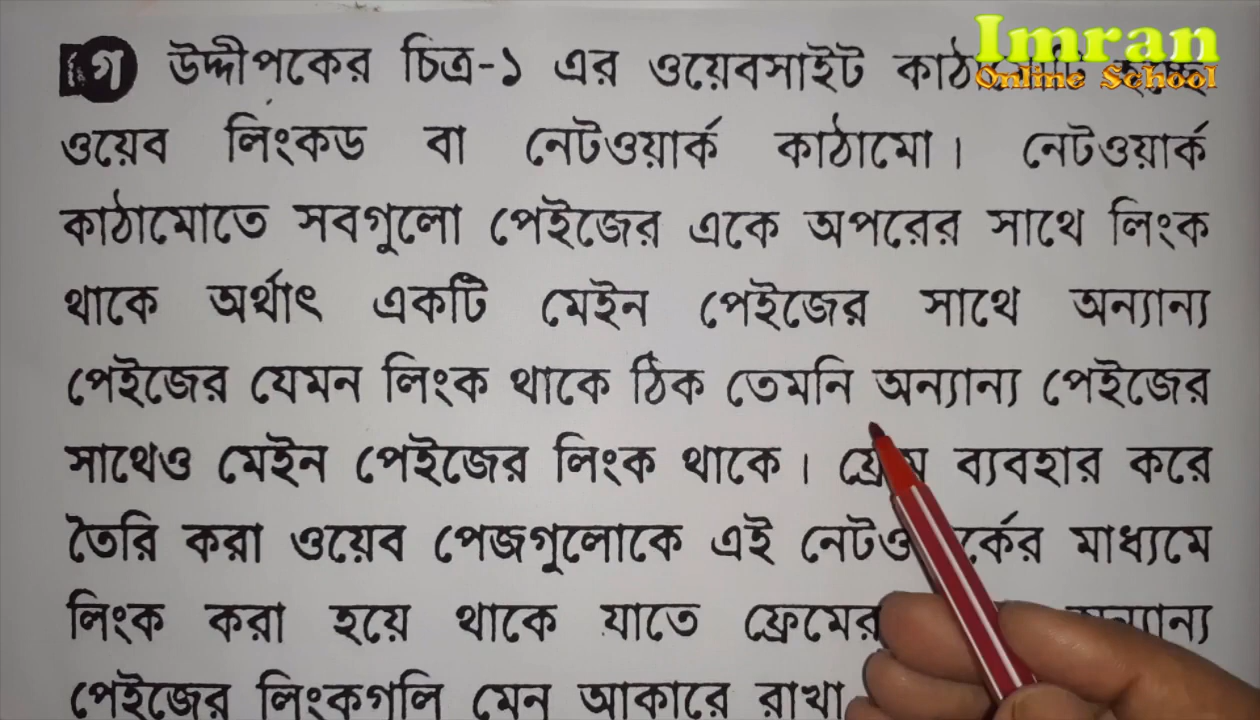 Imran
Online School
গ উদ্দীপকের চিত্র-১ এর ওয়েবসাইট
ওয়েব লিংকড বা নেটওয়ার্ক কাঠামো। নেটওয়ার্ক
কাঠামোতে সবগুলো পেইজের একে অপরের সাথে লিংক
থাকে অর্থাৎ একটি মেইন পেইজের সাথে অন্যান্য
পেইজের যেমন লিংক থাকে ঠিক তেমনি অন্যান্য পেইজের
সাথেও মেইন পেইজের লিংক থাকে। ফ্রেম ব্যবহার করে
তৈরি করা ওয়েব পেজগুলোকে এই মাধ্যমে
লিংক করা হয়ে থাকে যাতে ফ্রেমের অন্যান্য
পেইজের লিংকগুলি মেনু আকারে রাখা